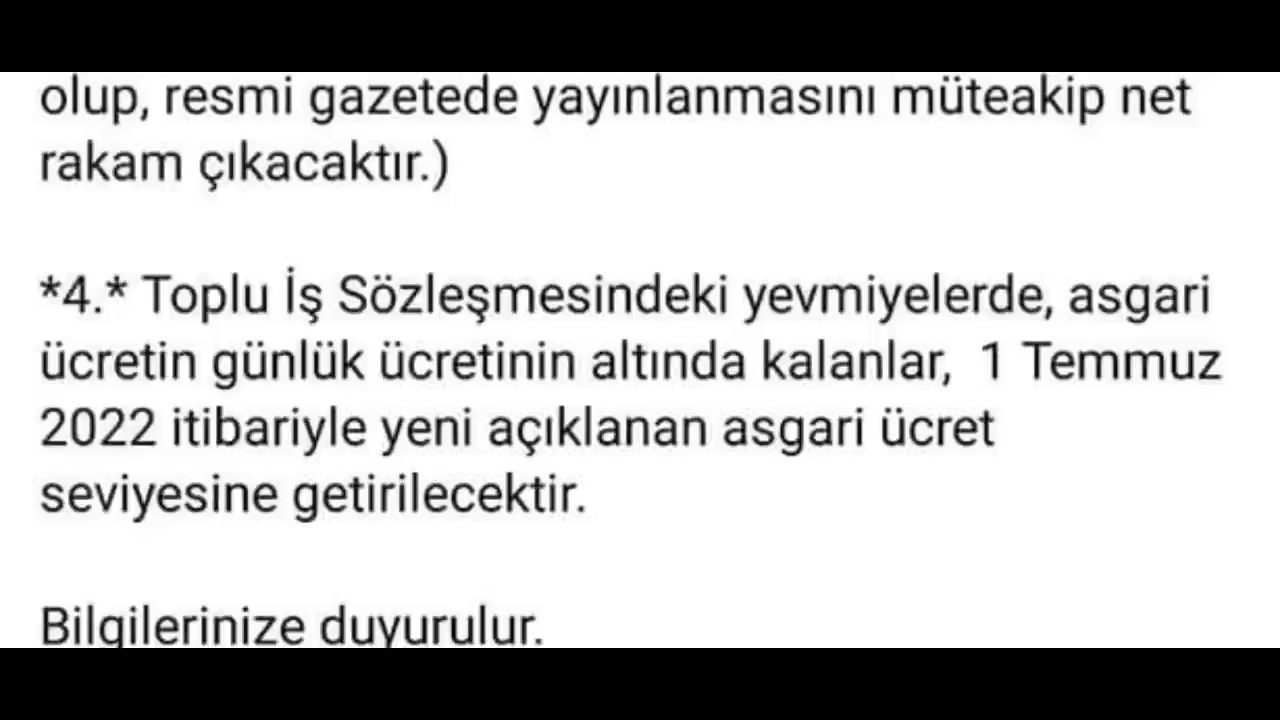 olup, resmi gazetede yayınlanmasını müteakip net
rakam çıkacaktır.)
*4.* Toplu İş Sözleşmesindeki yevmiyelerde, asgari
ücretin günlük ücretinin altında kalanlar, 1 Temmuz
2022 itibariyle yeni açıklanan asgari ücret
seviyesine getirilecektir.
Bilgilerinize duyurulur.